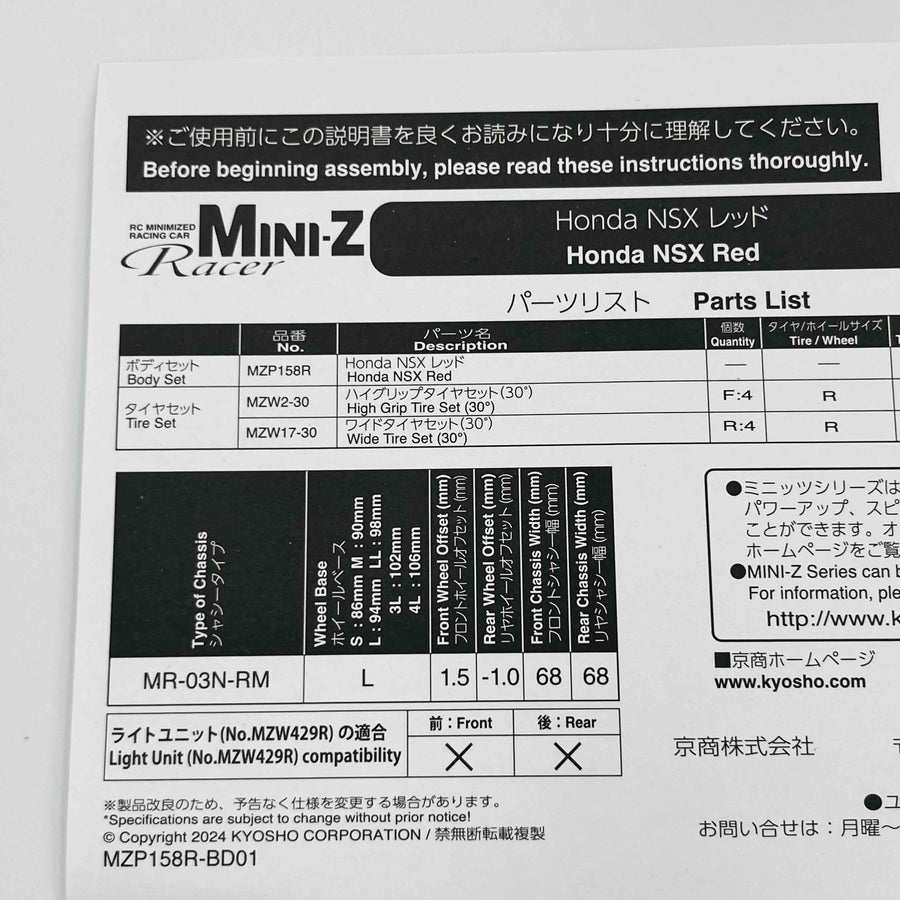 ※ご使用前にこの説明書を良くお読みになり十分に理解してください。
Before beginning assembly, please read these instructions thoroughly.
RC MINIMIZED
RACING CAR
MINI-Z
Racer
Honda NSX レッド
Honda NSX Red
パーツリスト Parts List
品番
No.
パーツ名
Description
個数
Quantity
タイヤ/ホイールサイズ
Tire / Wheel
ボディセット
Body Set
MZP158R
Honda NSX レッド
Honda NSX Red
—
—
タイヤセット
Tire Set
MZW2-30
ハイグリップタイヤセット(30°)
High Grip Tire Set (30°)
F:4
R
MZW17-30
ワイドタイヤセット(30°)
Wide Tire Set (30°)
R:4
R
Type of Chassis
シャシータイプ
Wheel Base
ホイールベース
S : 86mm M : 90mm
L : 94mm LL : 98mm
3L : 102mm
4L : 106mm
Front Wheel Offset (mm)
フロントホイールオフセット(mm)
Rear Wheel Offset (mm)
リヤホイールオフセット(mm)
Front Chassis Width (mm)
フロントシャシー幅(mm)
Rear Chassis Width (mm)
リヤシャシー幅(mm)
MR-03N-RM
L
1.5
-1.0
68
68
ライトユニット(No.MZW429R) の適合
Light Unit (No.MZW429R) compatibility
前：Front
後：Rear
×
×
●ミニッツシリーズは
パワーアップ、スピ
ことができます。オ
ホームページをご覧
●MINI-Z Series can b
For information, plea
http://www.k
■京商ホームページ
www.kyosho.com
京商株式会社
※製品改良のため、予告なく仕様を変更する場合があります。
*Specifications are subject to change without prior notice!
© Copyright 2024 KYOSHO CORPORATION / 禁無断転載複製
MZP158R-BD01
●ユ
お問い合せは：月曜〜